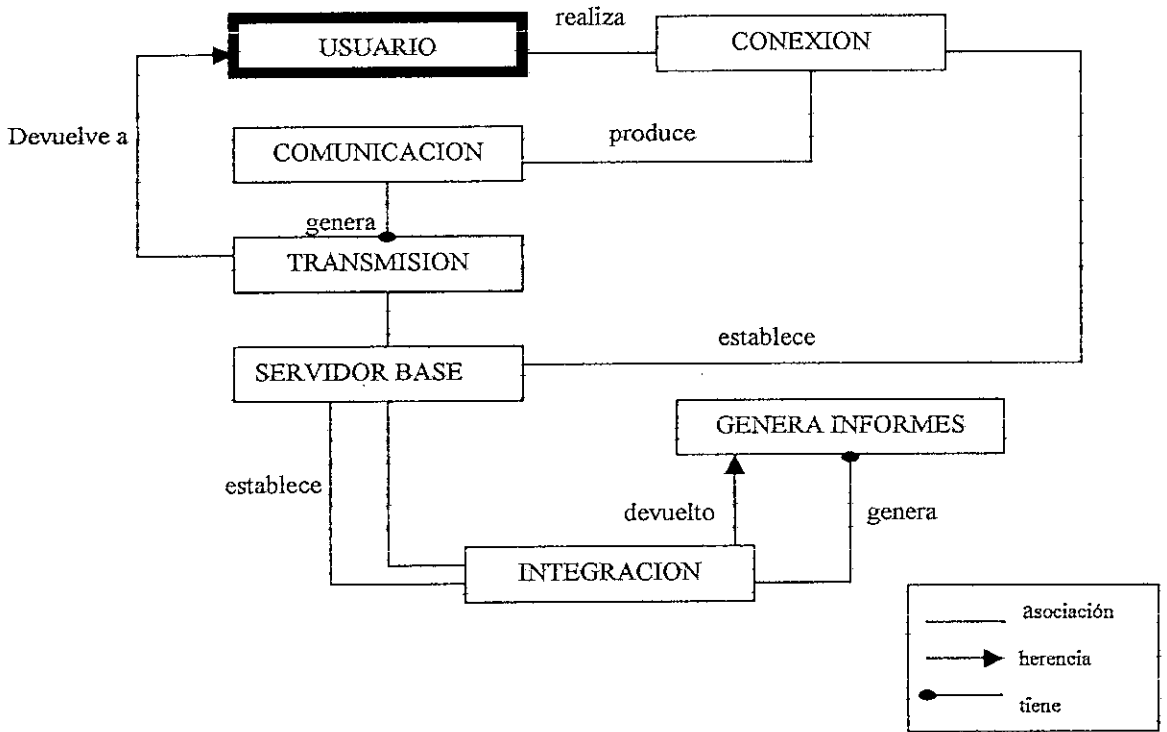 realiza
USUARIO
CONEXION
Devuelve a
produce
COMUNICACION
genera
TRANSMISION
establece
SERVIDOR BASE
GENERA INFORMES
establece
devuelto
genera
INTEGRACION
asociación
herencia
tiene